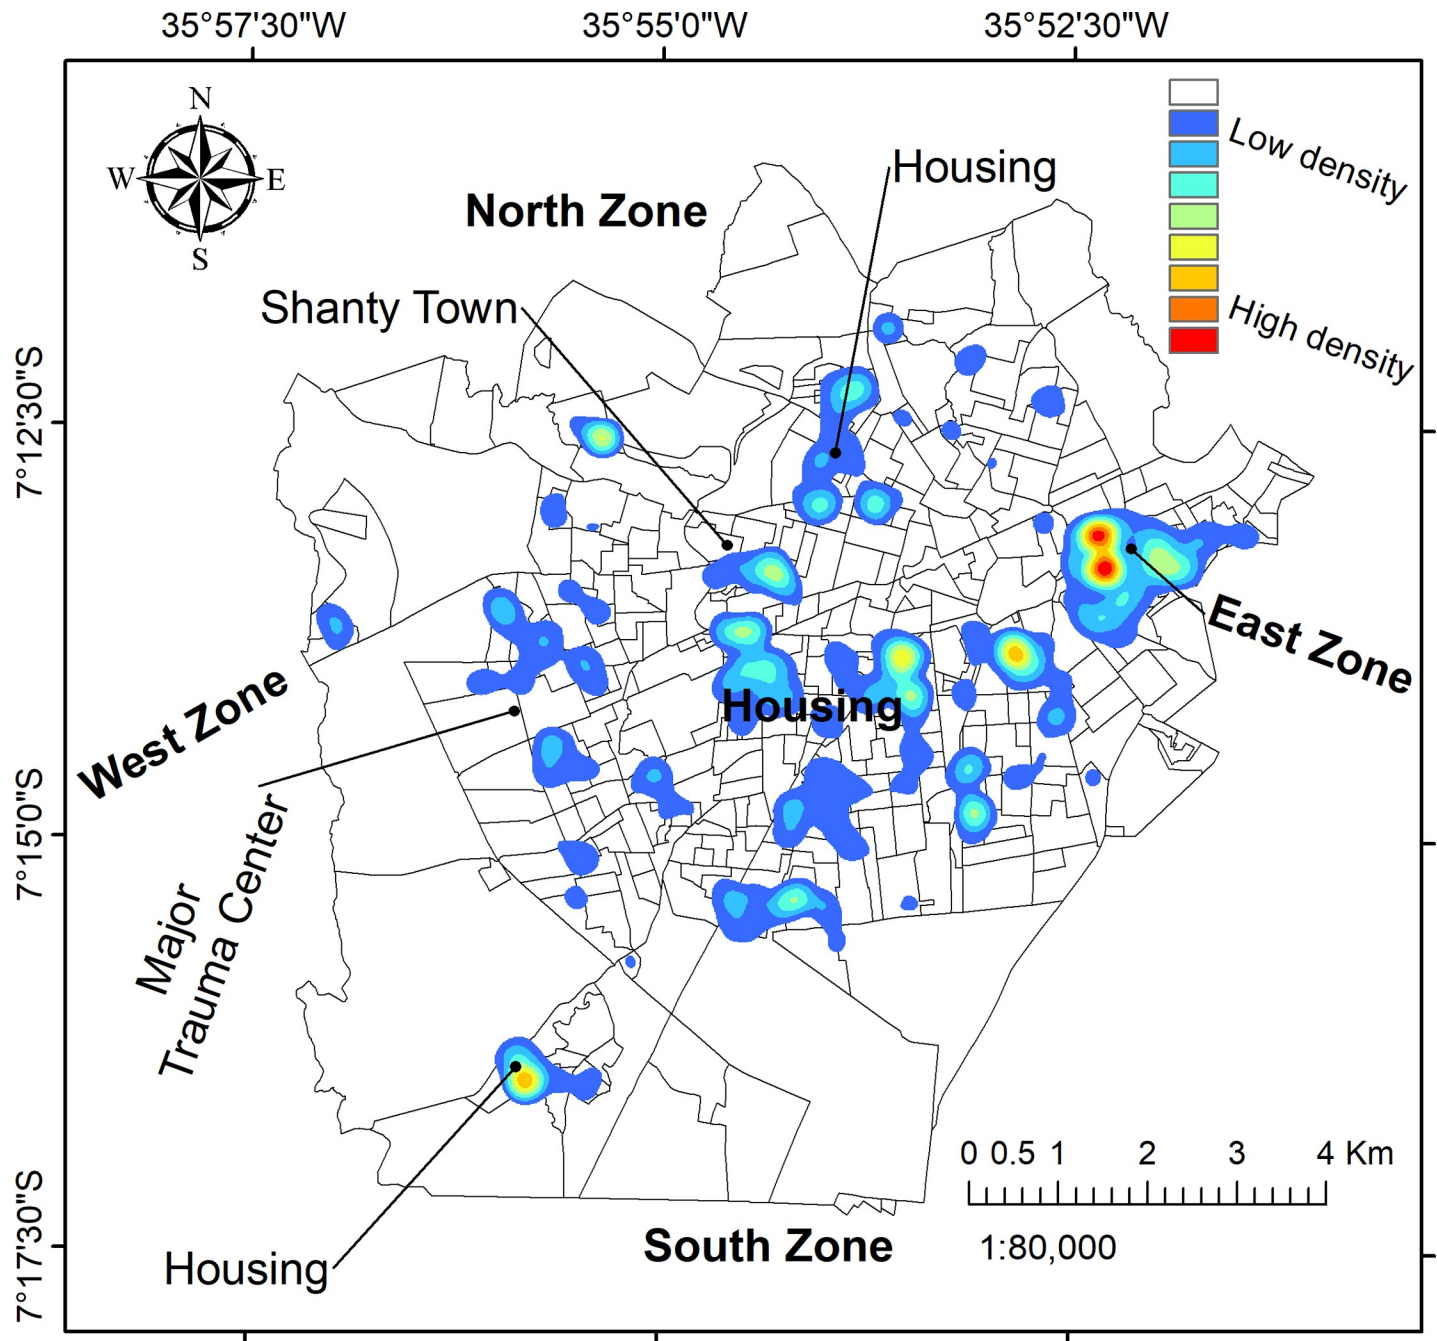 35°57'30"W
35°55'0"W
35°52'30"W
N
W
E
S
Low density
High density
Housing
North Zone
Shanty Town
7°12'30"S
East Zone
West Zone
Housing
7°15'0"S
Major
Trauma Center
0 0.5 1 2 3 4 Km
1:80,000
South Zone
Housing
7°17'30"S